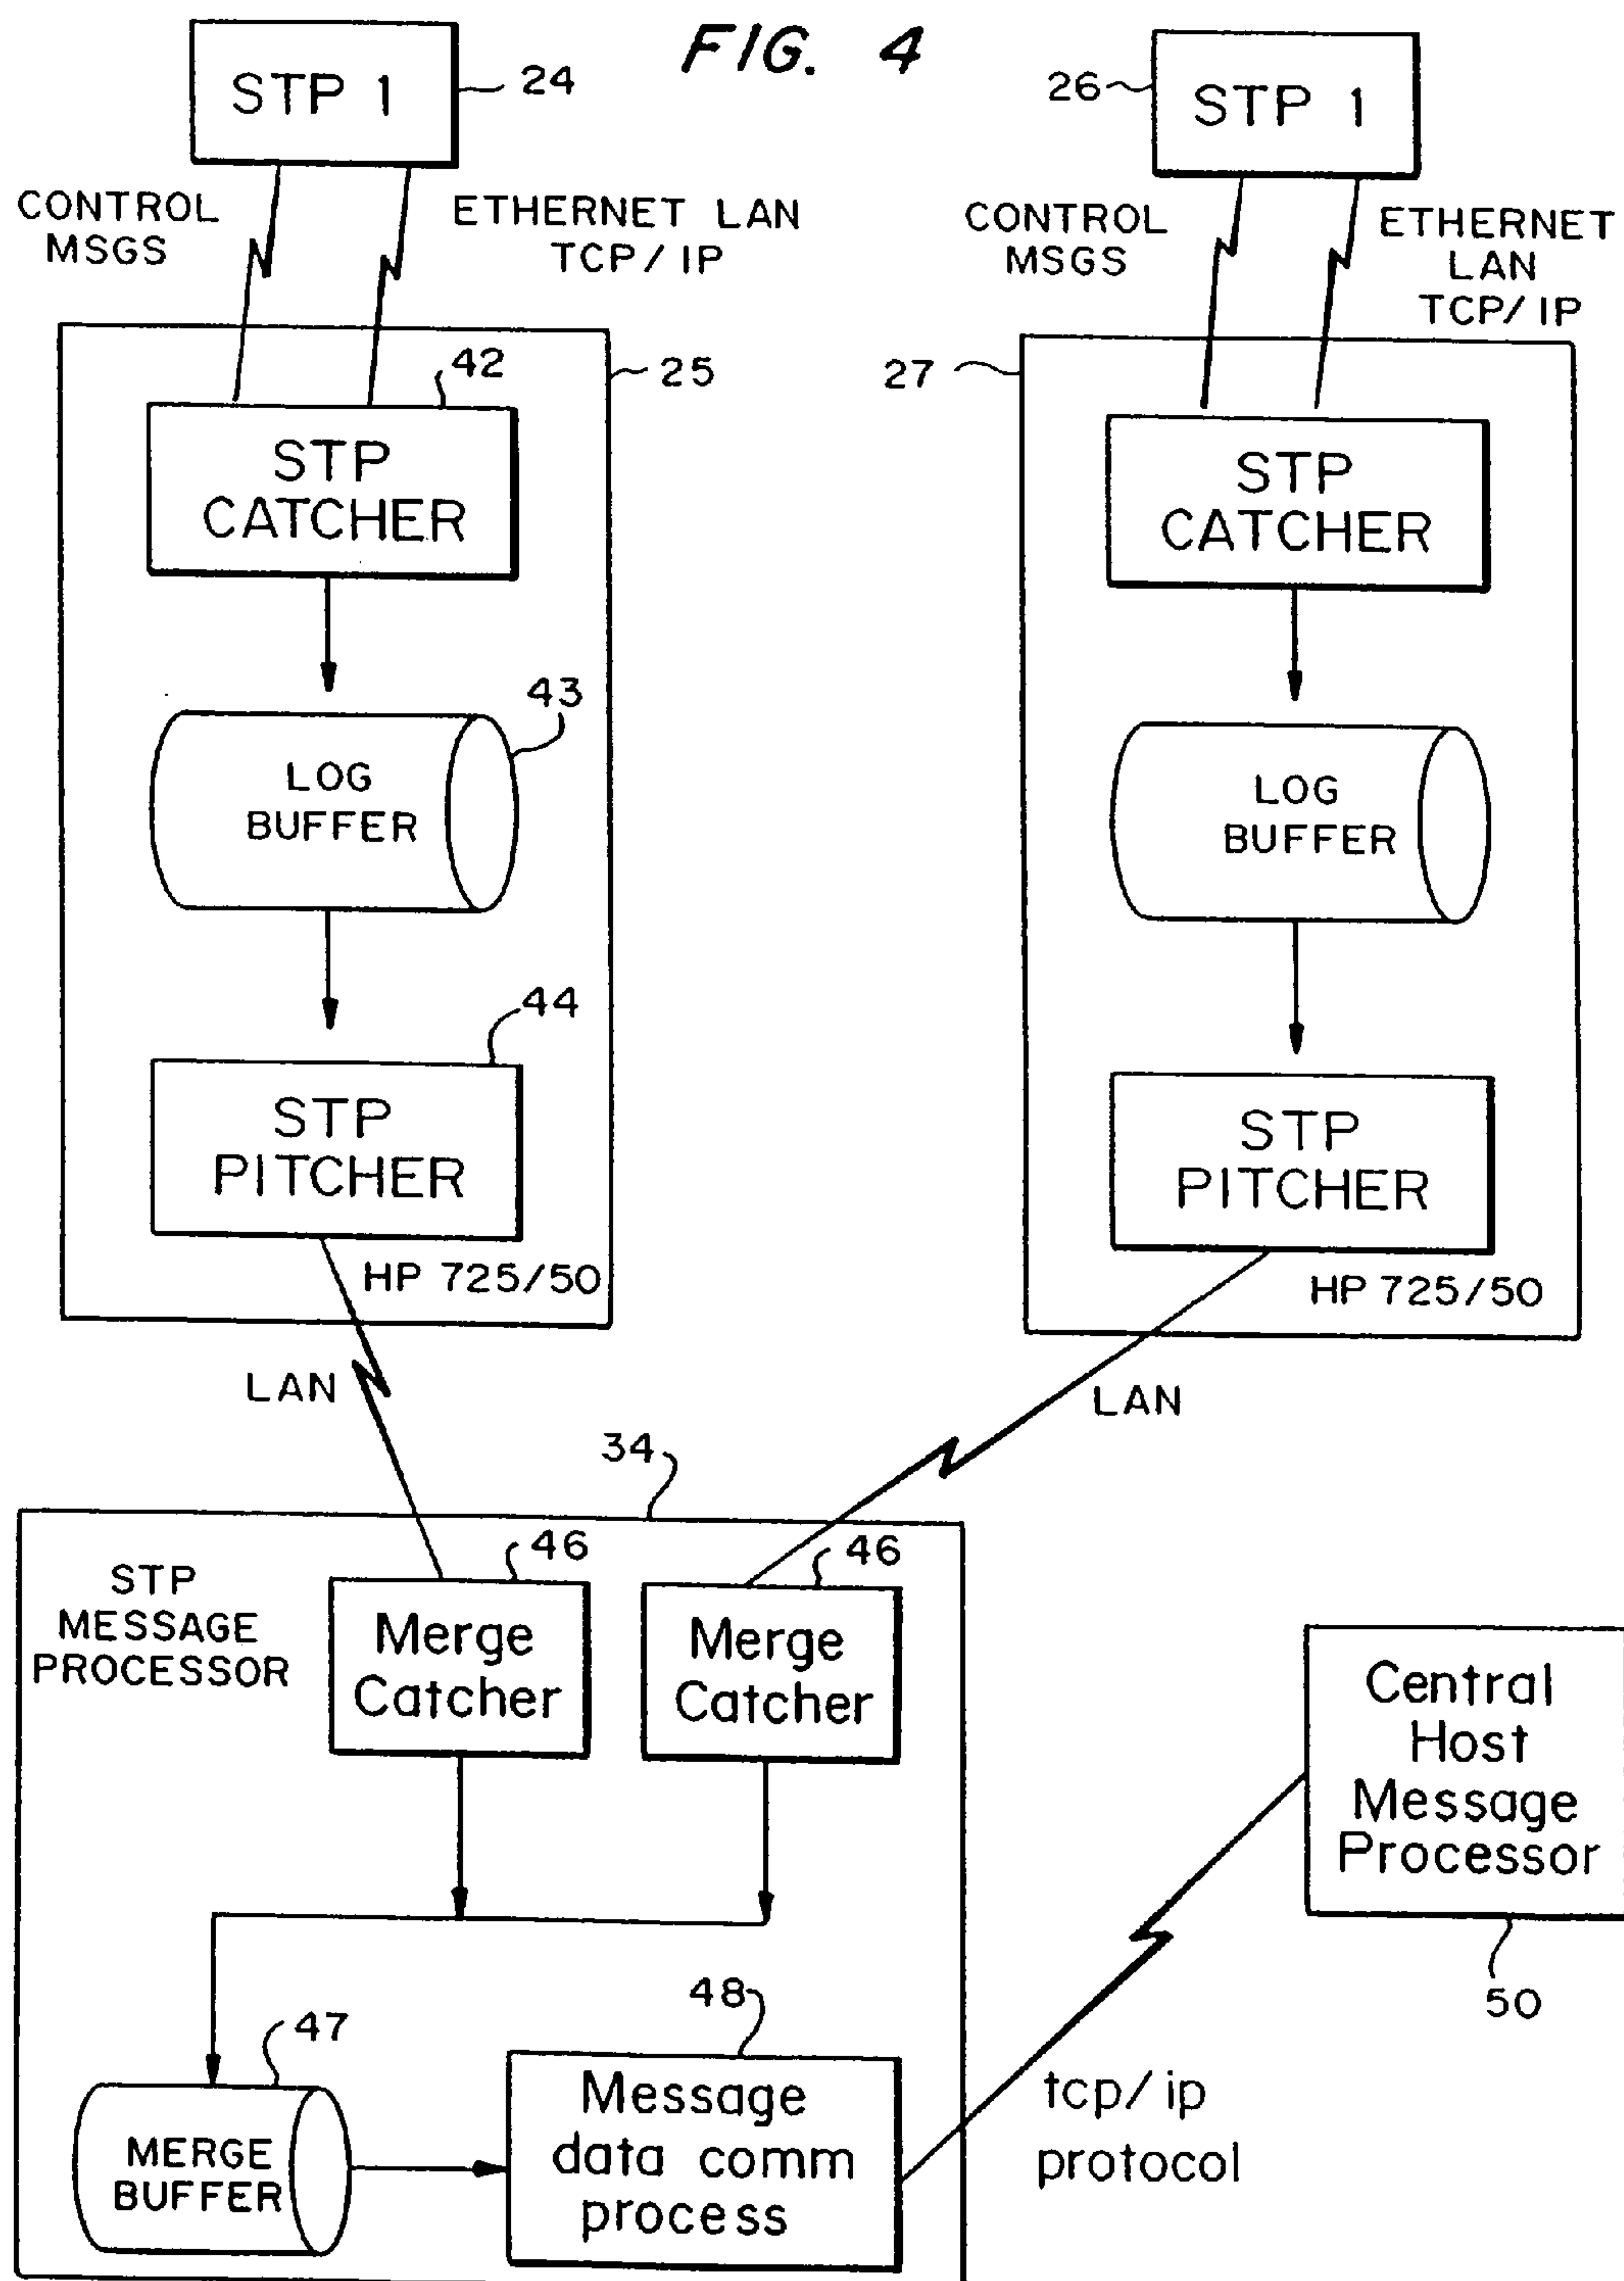 FIG. 4
STP 1
24
26
STP 1
CONTROL
MSGS
ETHERNET LAN
TCP/IP
CONTROL
MSGS
ETHERNET
LAN
TCP/IP
42
25
27
STP
CATCHER
STP
CATCHER
43
LOG
BUFFER
LOG
BUFFER
44
STP
PITCHER
STP
PITCHER
HP 725/50
HP 725/50
LAN
LAN
34
46
46
STP
MESSAGE
PROCESSOR
Merge
Catcher
Merge
Catcher
Central
Host
Message
Processor
50
47
48
MERGE
BUFFER
Message
data comm
process
tcp/ip
protocol